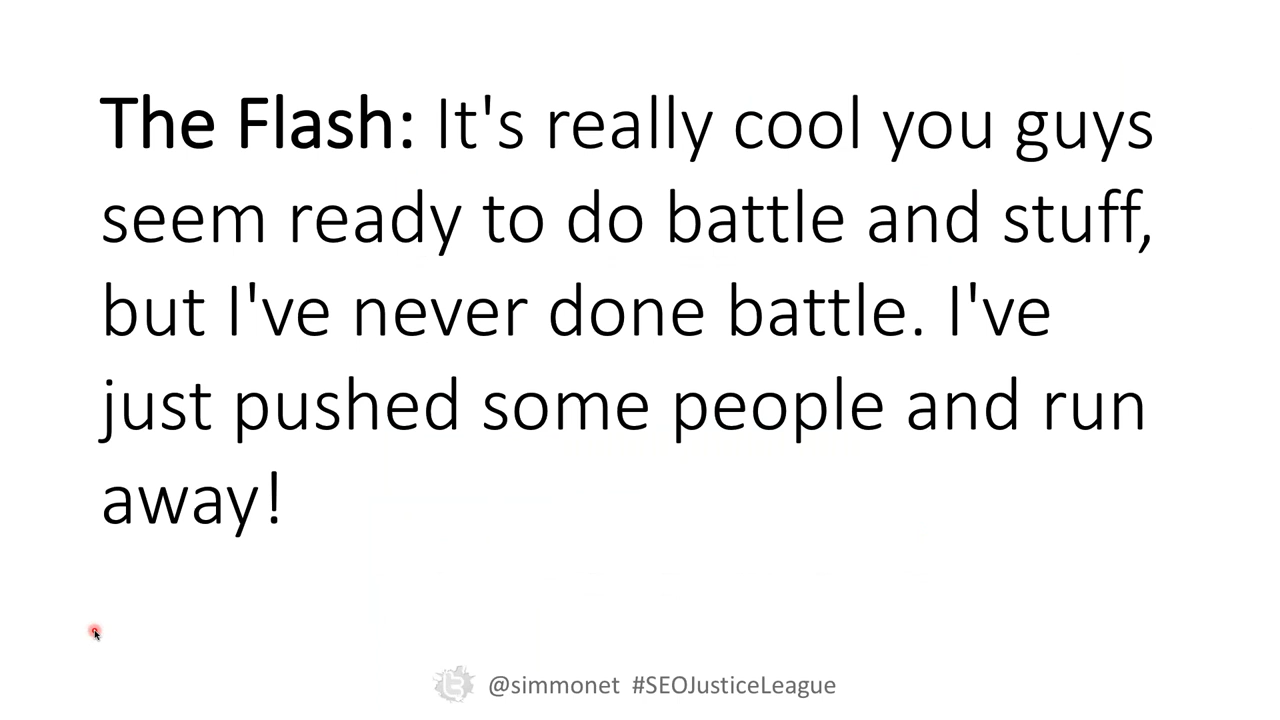 The Flash: It's really cool you guys
seem ready to do battle and stuff,
but I've never done battle. I've
just pushed some people and run
away!
@simmonet #SEOJusticeLeague